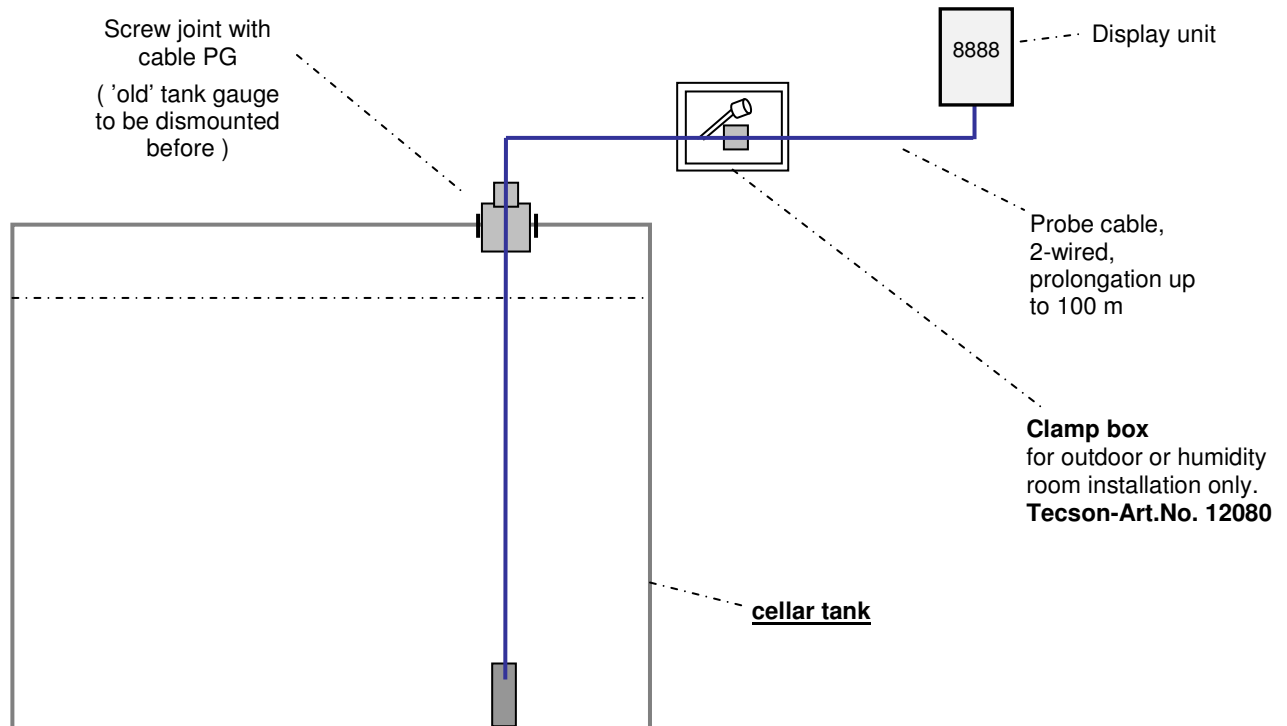 Screw joint with
cable PG
( 'old' tank gauge
to be dismounted
before )
8888
Display unit
Probe cable,
2-wired,
prolongation up
to 100 m
Clamp box
for outdoor or humidity
room installation only.
Tecson-Art.No. 12080
cellar tank